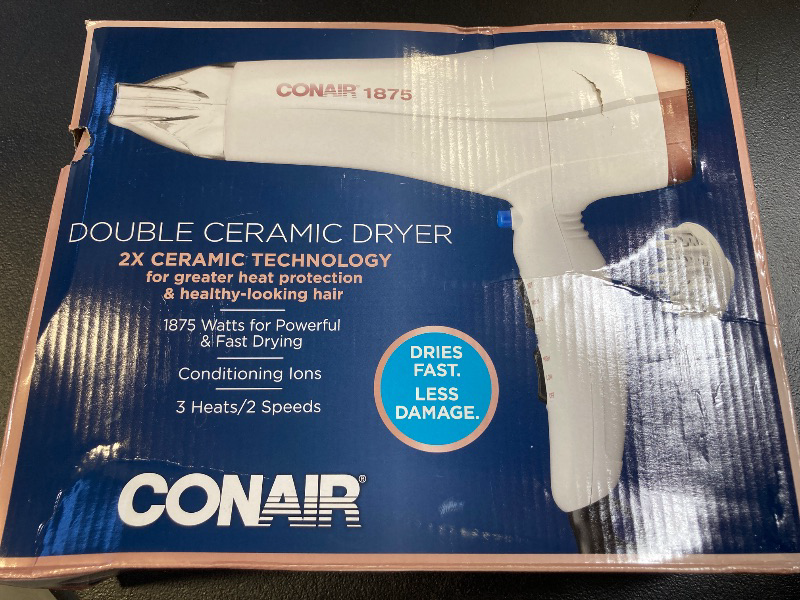 CONAIR 1875
DOUBLE CERAMIC DRYER
2X CERAMIC TECHNOLOGY
for greater heat protection
& healthy-looking hair
1875 Watts for Powerful
& Fast Drying
Conditioning Ions
3 Heats/2 Speeds
DRIES
FAST.
LESS
DAMAGE.
CONAIR®